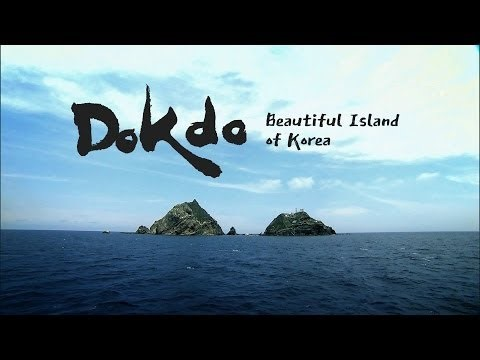 Dokdo
Beautiful Island
of Korea